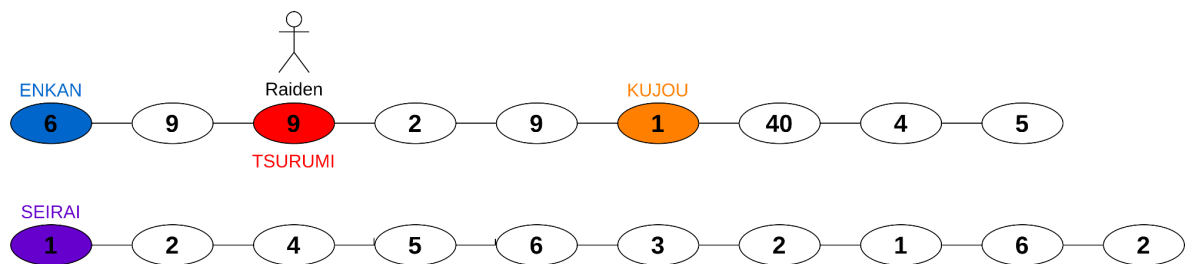 ENKAN Raiden KUJOU
6 9 9 2 9 1 40 4 5
TSURUMI
SEIRAI
1 2 4 5 6 3 2 1 6 2